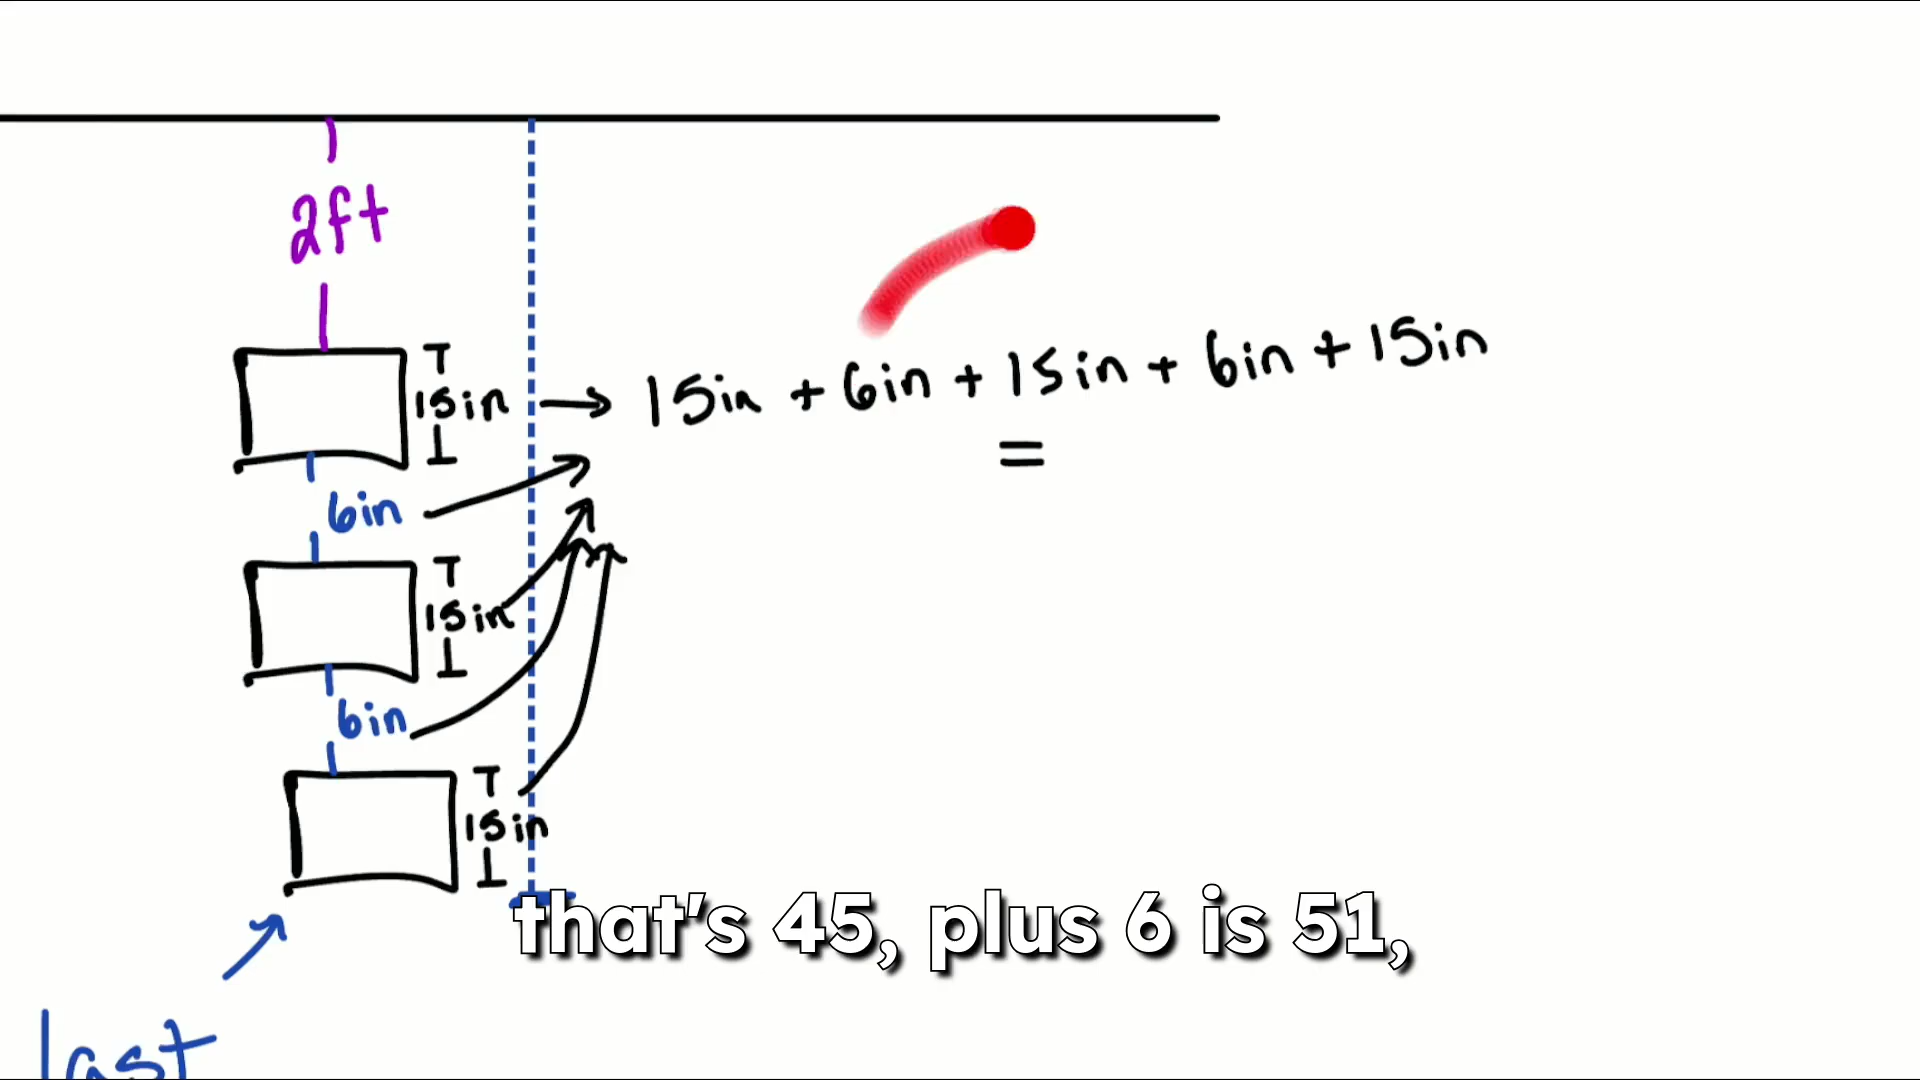 2ft
T
15in
I
→ 15in + 6in + 15in + 6in + 15in
=
6in
T
15in
I
6in
T
15in
I
that's 45, plus 6 is 51,
last